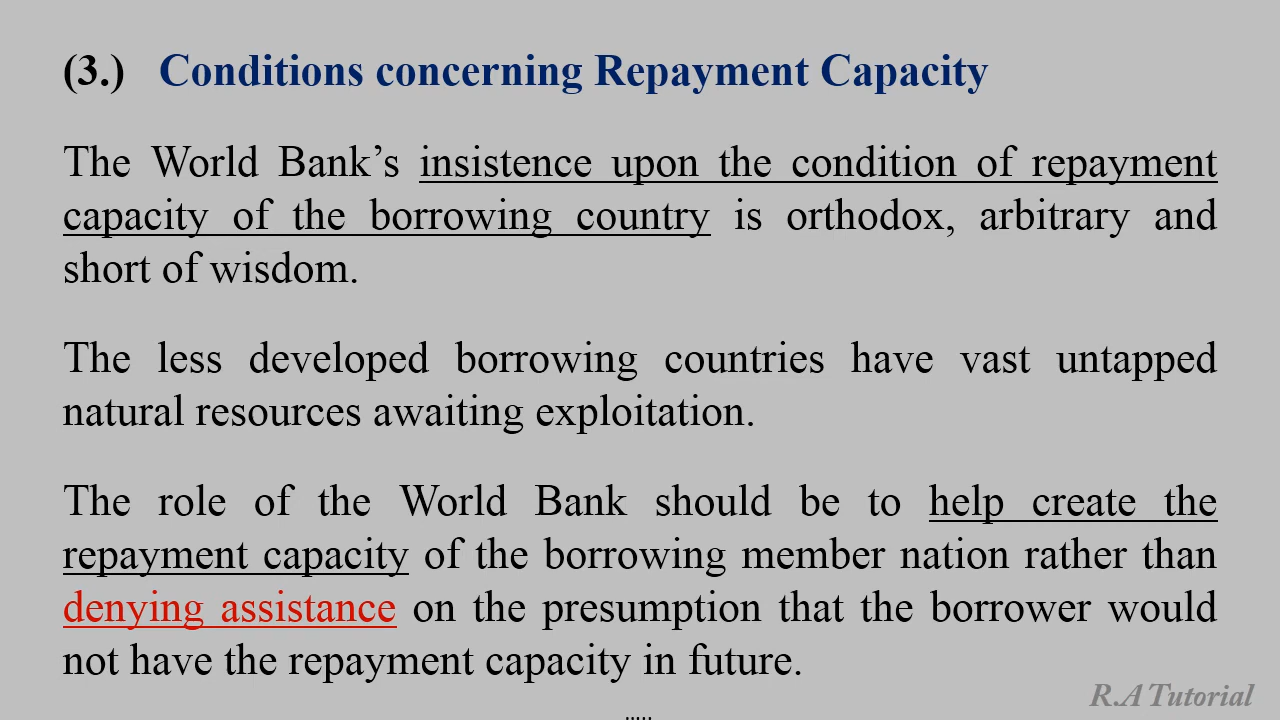 (3.) Conditions concerning Repayment Capacity
The World Bank’s insistence upon the condition of repayment
capacity of the borrowing country is orthodox, arbitrary and
short of wisdom.
The less developed borrowing countries have vast untapped
natural resources awaiting exploitation.
The role of the World Bank should be to help create the
repayment capacity of the borrowing member nation rather than
denying assistance on the presumption that the borrower would
not have the repayment capacity in future.
R.A Tutorial
.....